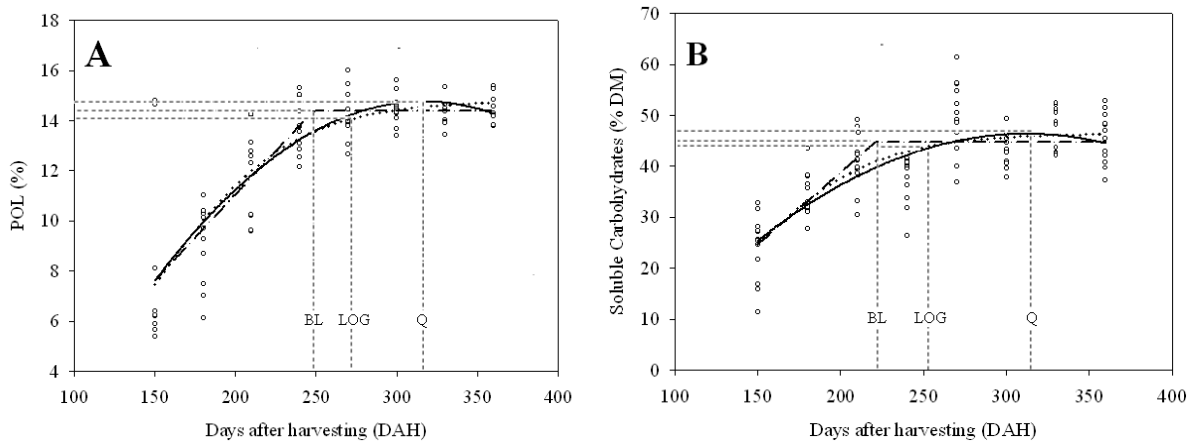 A
POL (%)
18
16
14
12
10
8
6
4
BL LOG Q
100 150 200 250 300 350 400
Days after harvesting (DAH)
B
Soluble Carbohydrates (% DM)
70
60
50
40
30
20
10
0
BL LOG Q
100 150 200 250 300 350 400
Days after harvesting (DAH)